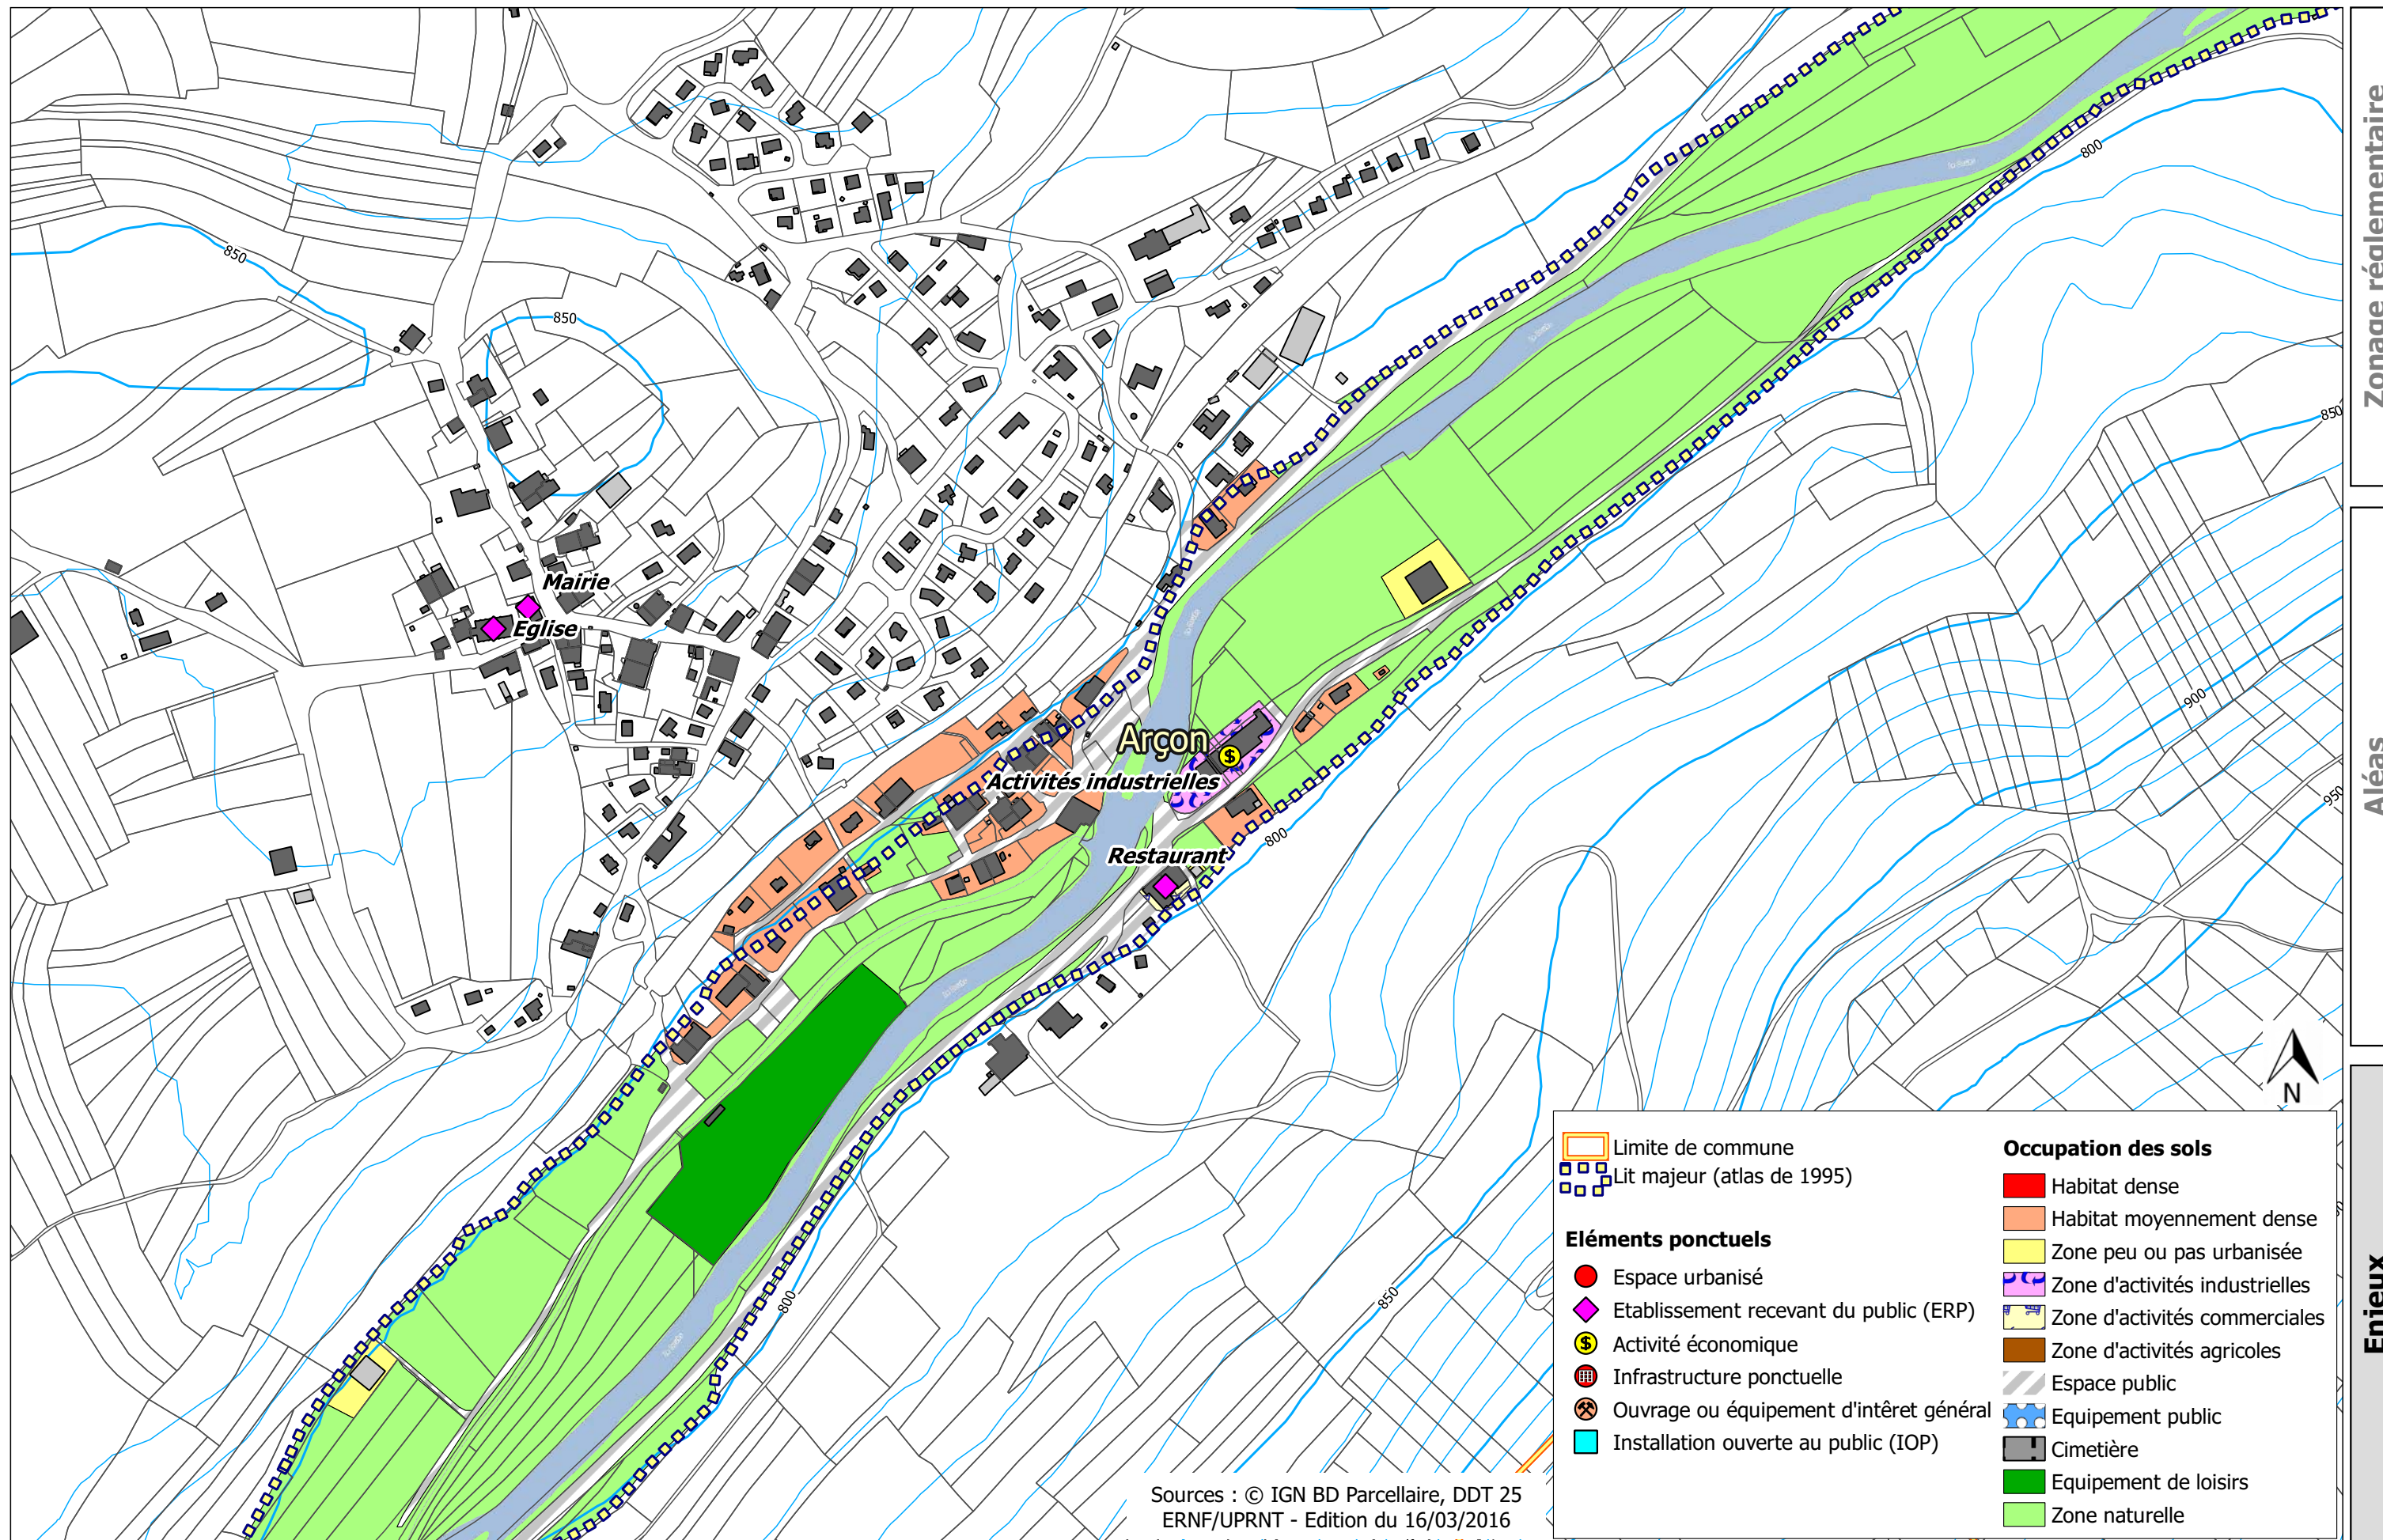 850
850
800
850
Mairie
Eglise
900
Arçon
Activités industrielles
950
800
Restaurant
800
850
N
Limite de commune
Lit majeur (atlas de 1995)
Eléments ponctuels
Espace urbanisé
Etablissement recevant du public (ERP)
Activité économique
Infrastructure ponctuelle
Ouvrage ou équipement d'intêret général
Installation ouverte au public (IOP)
Occupation des sols
Habitat dense
Habitat moyennement dense
Zone peu ou pas urbanisée
Zone d'activités industrielles
Zone d'activités commerciales
Zone d'activités agricoles
Espace public
Equipement public
Cimetière
Equipement de loisirs
Zone naturelle
Sources : © IGN BD Parcellaire, DDT 25
ERNF/UPRNT - Edition du 16/03/2016
Zonage réglementaire
Aléas
Enjeux